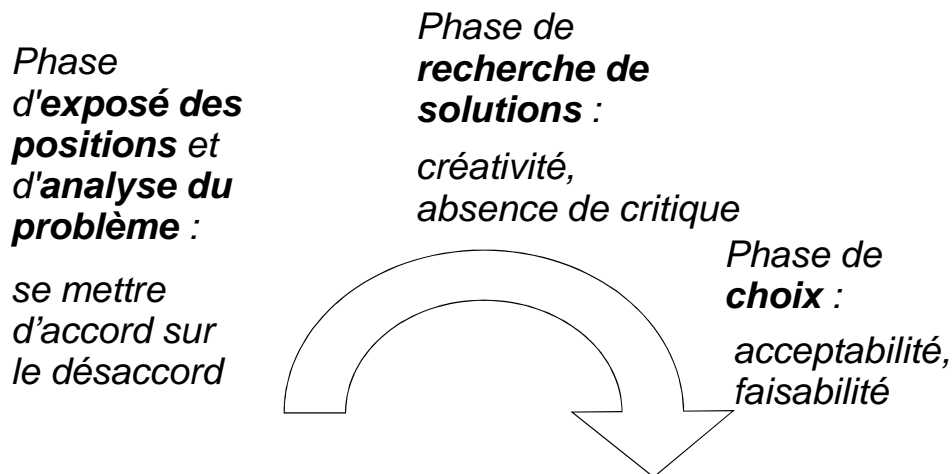 Phase
d'exposé des
positions et
d'analyse du
problème :
se mettre
d’accord sur
le désaccord
Phase de
recherche de
solutions :
créativité,
absence de critique
Phase de
choix :
acceptabilité,
faisabilité